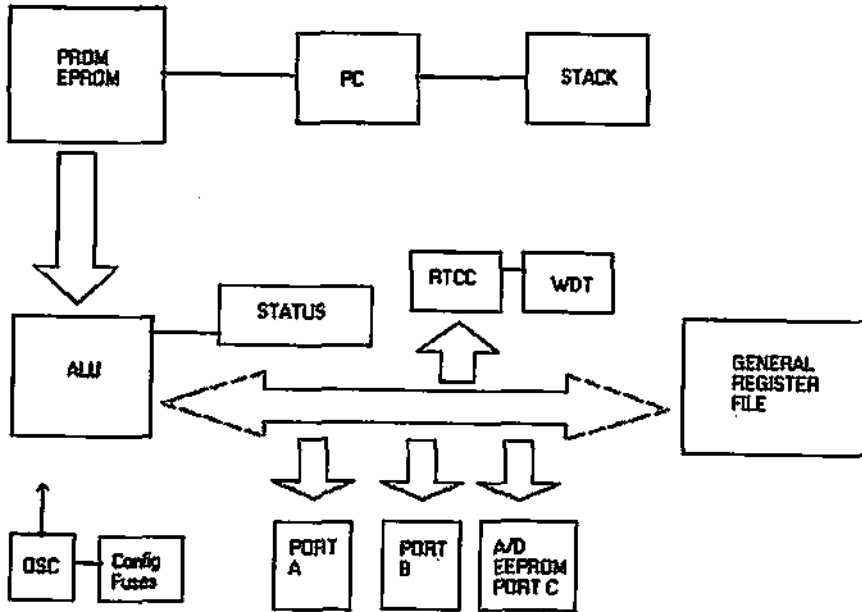 PROM
EPROM
PC
STACK
RTCC
WDT
STATUS
ALU
GENERAL
REGISTER
FILE
OSC
Config
Fuses
PORT
A
PORT
B
A/D
EEPROM
PORT C